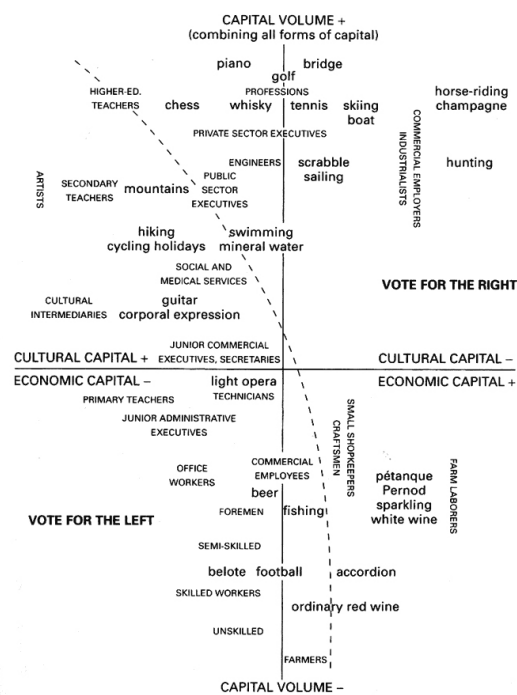 CAPITAL VOLUME +
(combining all forms of capital)
piano bridge
golf
HIGHER-ED. PROFESSIONS horse-riding
TEACHERS chess whisky tennis skiing champagne
boat
COMMERCIAL EMPLOYERS
INDUSTRIALISTS
PRIVATE SECTOR EXECUTIVES
ENGINEERS scrabble hunting
sailing
ARTISTS
SECONDARY
TEACHERS
mountains
PUBLIC
SECTOR
EXECUTIVES
hiking swimming
cycling holidays mineral water
SOCIAL AND
MEDICAL SERVICES
VOTE FOR THE RIGHT
CULTURAL
INTERMEDIARIES
guitar
corporal expression
JUNIOR COMMERCIAL
EXECUTIVES, SECRETARIES
CULTURAL CAPITAL + CULTURAL CAPITAL –
ECONOMIC CAPITAL – light opera ECONOMIC CAPITAL +
PRIMARY TEACHERS TECHNICIANS
JUNIOR ADMINISTRATIVE
EXECUTIVES
SMALL SHOPKEEPERS
CRAFTSMEN
OFFICE
WORKERS
COMMERCIAL
EMPLOYEES
beer
pétanque
Pernod
sparkling
white wine
FARM LABORERS
VOTE FOR THE LEFT
FOREMEN fishing
SEMI-SKILLED
belote football accordion
SKILLED WORKERS
ordinary red wine
UNSKILLED
FARMERS
CAPITAL VOLUME –